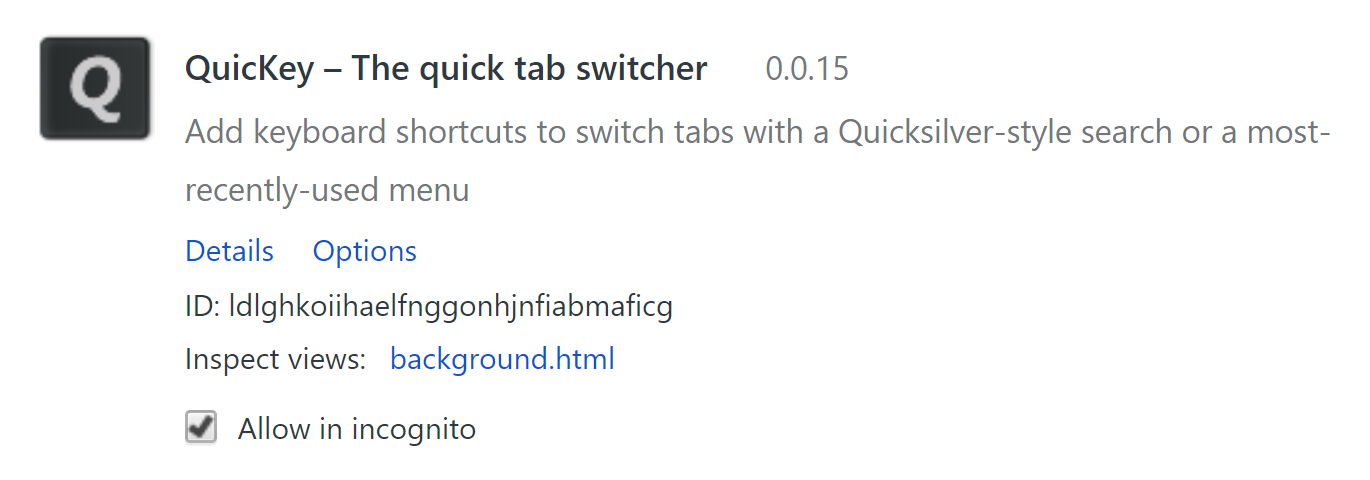 Q
QuicKey – The quick tab switcher 0.0.15
Add keyboard shortcuts to switch tabs with a Quicksilver-style search or a most-
recently-used menu
Details Options
ID: ldlghkoiihaelfnggonhjnfiabmaficg
Inspect views: background.html
Allow in incognito